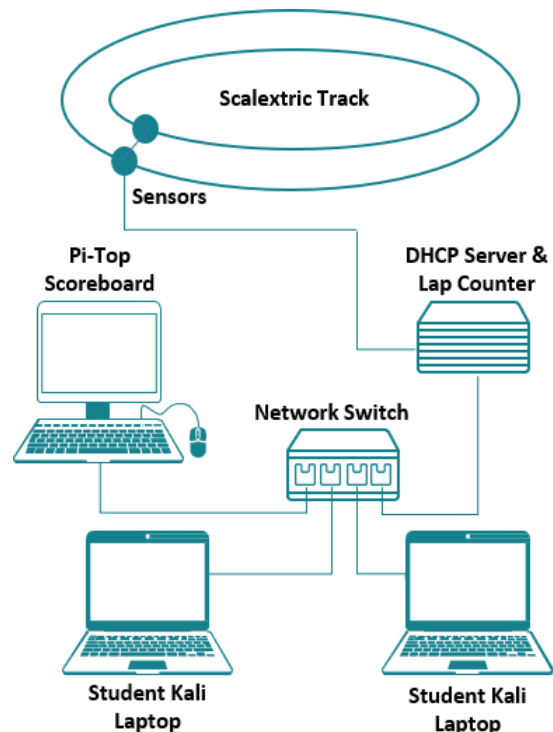 Scalextric Track
Sensors
Pi-Top
Scoreboard
DHCP Server &
Lap Counter
Network Switch
Student Kali
Laptop
Student Kali
Laptop